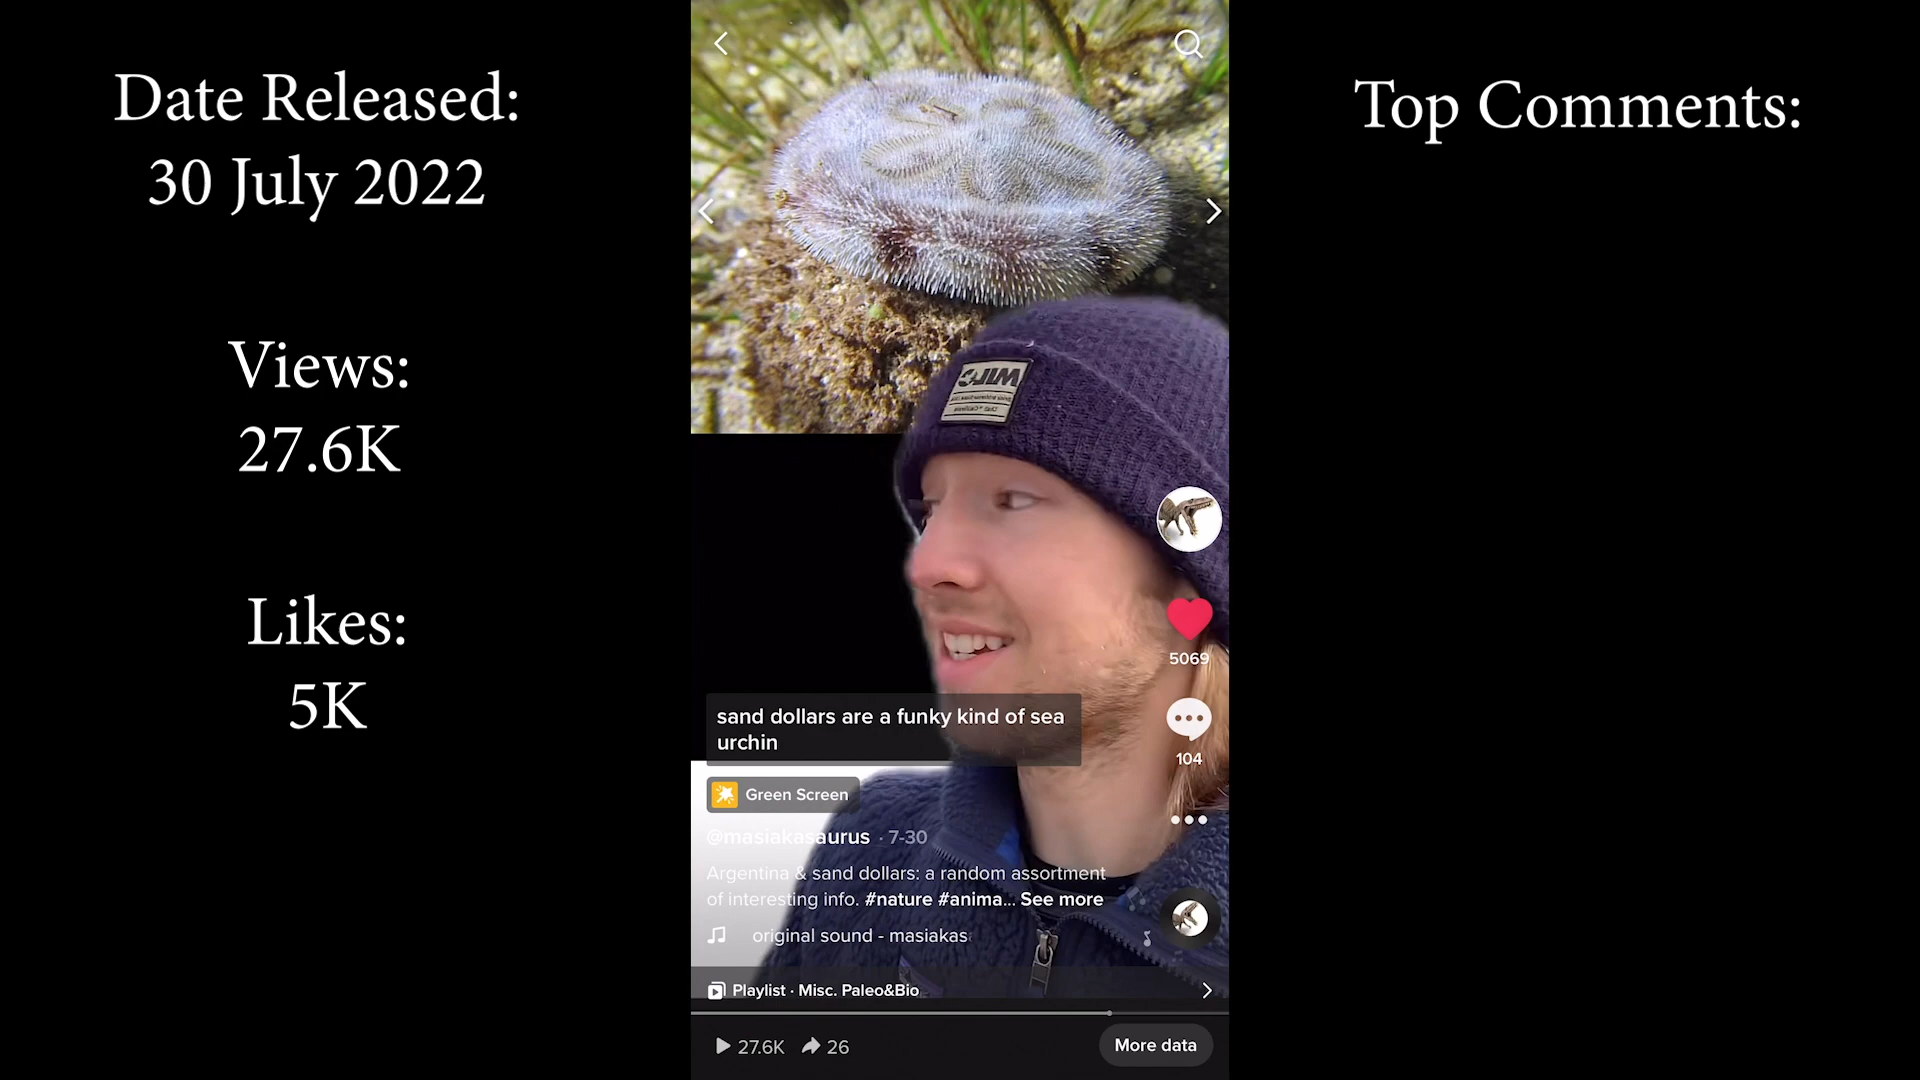 Date Released:
30 July 2022
Views:
27.6K
Likes:
5K
Top Comments:
5069
sand dollars are a funky kind of sea
urchin
104
Green Screen
@masiakasaurus · 7-30
Argentina & sand dollars: a random assortment
of interesting info. #nature #anima... See more
original sound - masiakas
Playlist · Misc. Paleo&Bio
27.6K
26
More data